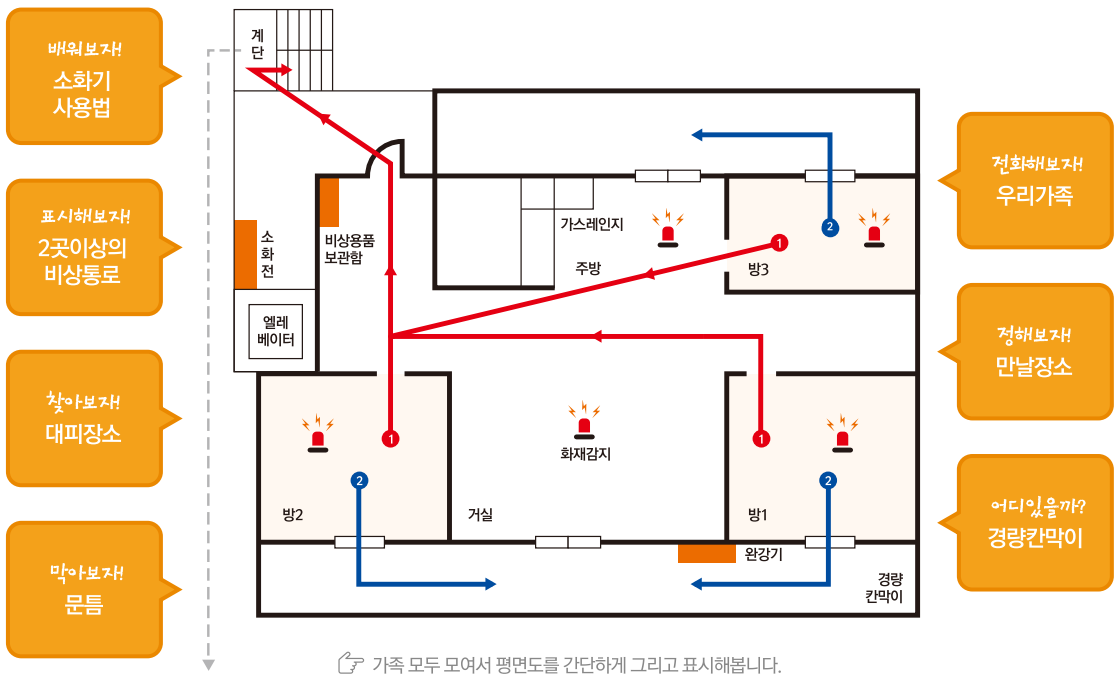 배워보자!
소화기
사용법
표시해보자!
2곳이상의
비상통로
찾아보자!
대피장소
막아보자!
문틈
계
단
소
화
전
엘레
베이터
비상용품
보관함
가스레인지
주방
1
2
방3
1
2
방2
화재감지
거실
1
2
방1
완강기
경량
칸막이
전화해보자!
우리가족
정해보자!
만날장소
어디있을까?
경량칸막이
가족 모두 모여서 평면도를 간단하게 그리고 표시해봅니다.